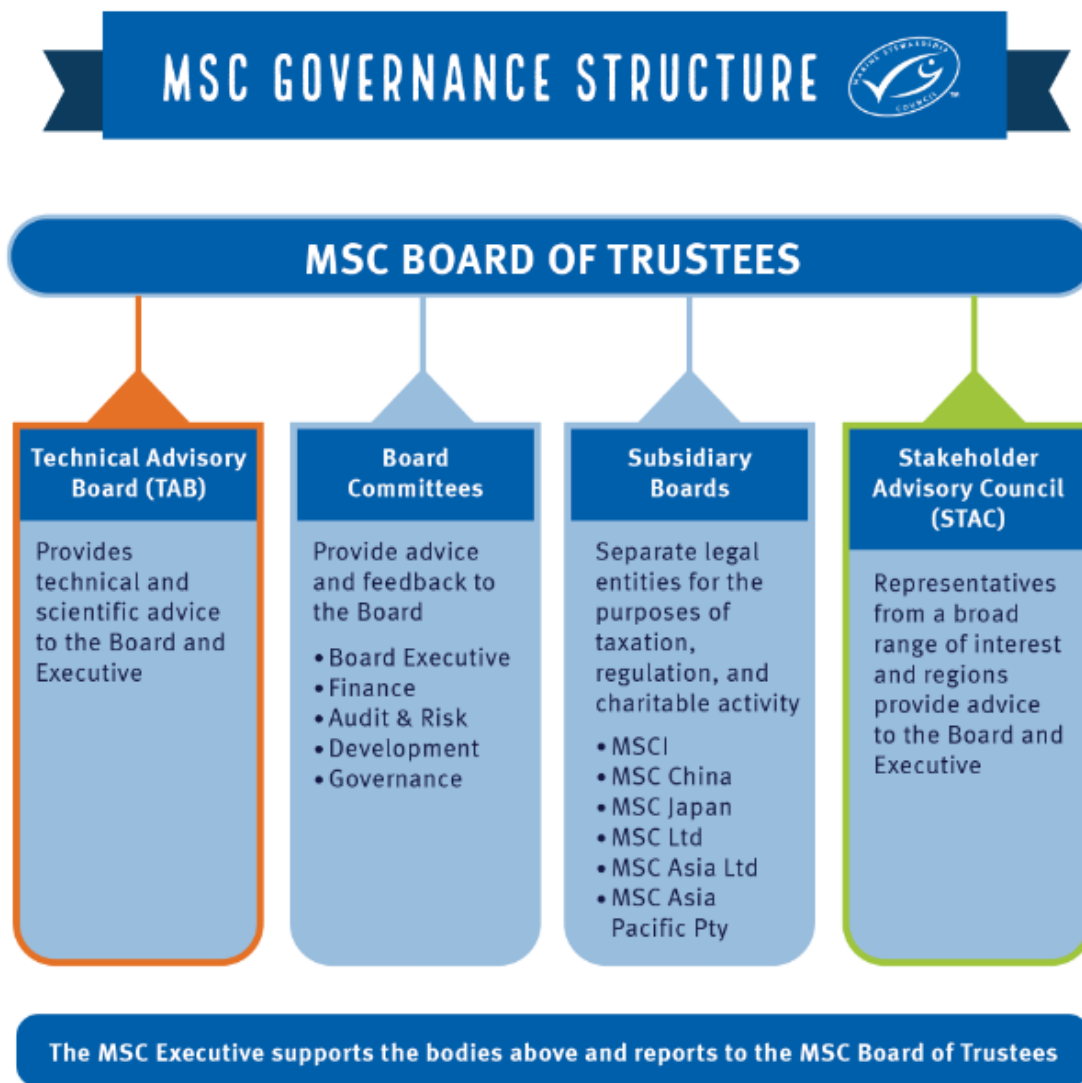 MSC GOVERNANCE STRUCTURE
MARINE STEWARDSHIP
COUNCIL
TM
MSC BOARD OF TRUSTEES
Technical Advisory
Board (TAB)
Provides
technical and
scientific advice
to the Board and
Executive
Board
Committees
Provide advice
and feedback to
the Board
• Board Executive
• Finance
• Audit & Risk
• Development
• Governance
Subsidiary
Boards
Separate legal
entities for the
purposes of
taxation,
regulation, and
charitable activity
• MSCI
• MSC China
• MSC Japan
• MSC Ltd
• MSC Asia Ltd
• MSC Asia
Pacific Pty
Stakeholder
Advisory Council
(STAC)
Representatives
from a broad
range of interest
and regions
provide advice
to the Board and
Executive
The MSC Executive supports the bodies above and reports to the MSC Board of Trustees